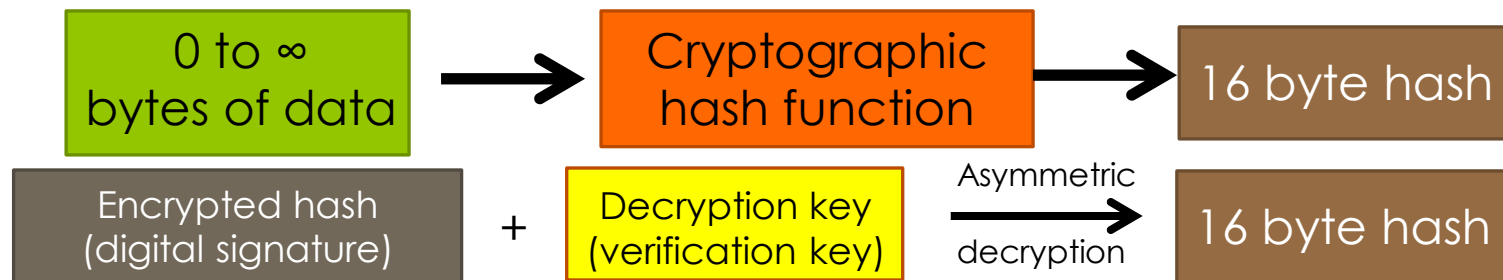 0 to ∞
bytes of data
Cryptographic
hash function
16 byte hash
Encrypted hash
(digital signature)
+
Decryption key
(verification key)
Asymmetric
decryption
16 byte hash